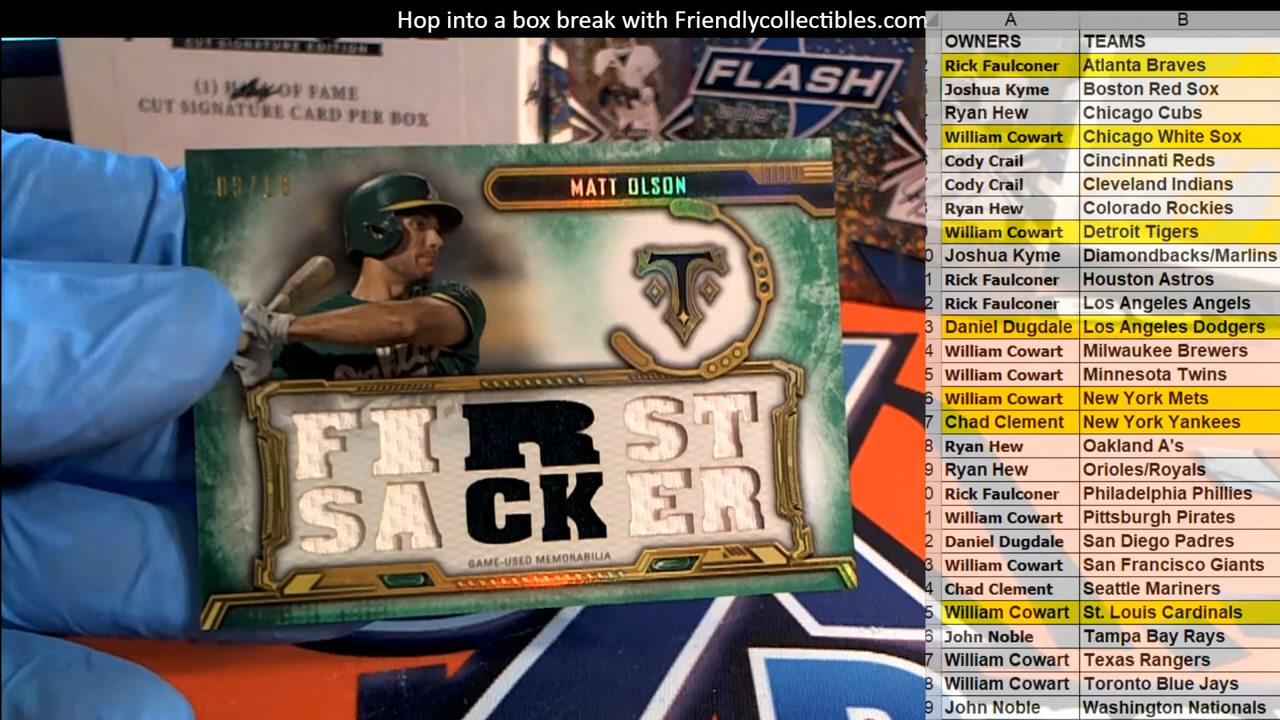 Hop into a box break with Friendlycollectibles.com
CUT SIGNATURE EDITION
(1) HALL OF FAME
CUT SIGNATURE CARD PER BOX
FLASH
MATT OLSON
T
FIRST
SACKER
GAME-USED MEMORABILIA
A B
OWNERS TEAMS
Rick Faulconer Atlanta Braves
Joshua Kyme Boston Red Sox
Ryan Hew Chicago Cubs
William Cowart Chicago White Sox
Cody Crail Cincinnati Reds
Cody Crail Cleveland Indians
Ryan Hew Colorado Rockies
William Cowart Detroit Tigers
Joshua Kyme Diamondbacks/Marlins
Rick Faulconer Houston Astros
Rick Faulconer Los Angeles Angels
Daniel Dugdale Los Angeles Dodgers
William Cowart Milwaukee Brewers
William Cowart Minnesota Twins
William Cowart New York Mets
Chad Clement New York Yankees
Ryan Hew Oakland A's
Ryan Hew Orioles/Royals
Rick Faulconer Philadelphia Phillies
William Cowart Pittsburgh Pirates
Daniel Dugdale San Diego Padres
William Cowart San Francisco Giants
Chad Clement Seattle Mariners
William Cowart St. Louis Cardinals
John Noble Tampa Bay Rays
William Cowart Texas Rangers
William Cowart Toronto Blue Jays
John Noble Washington Nationals